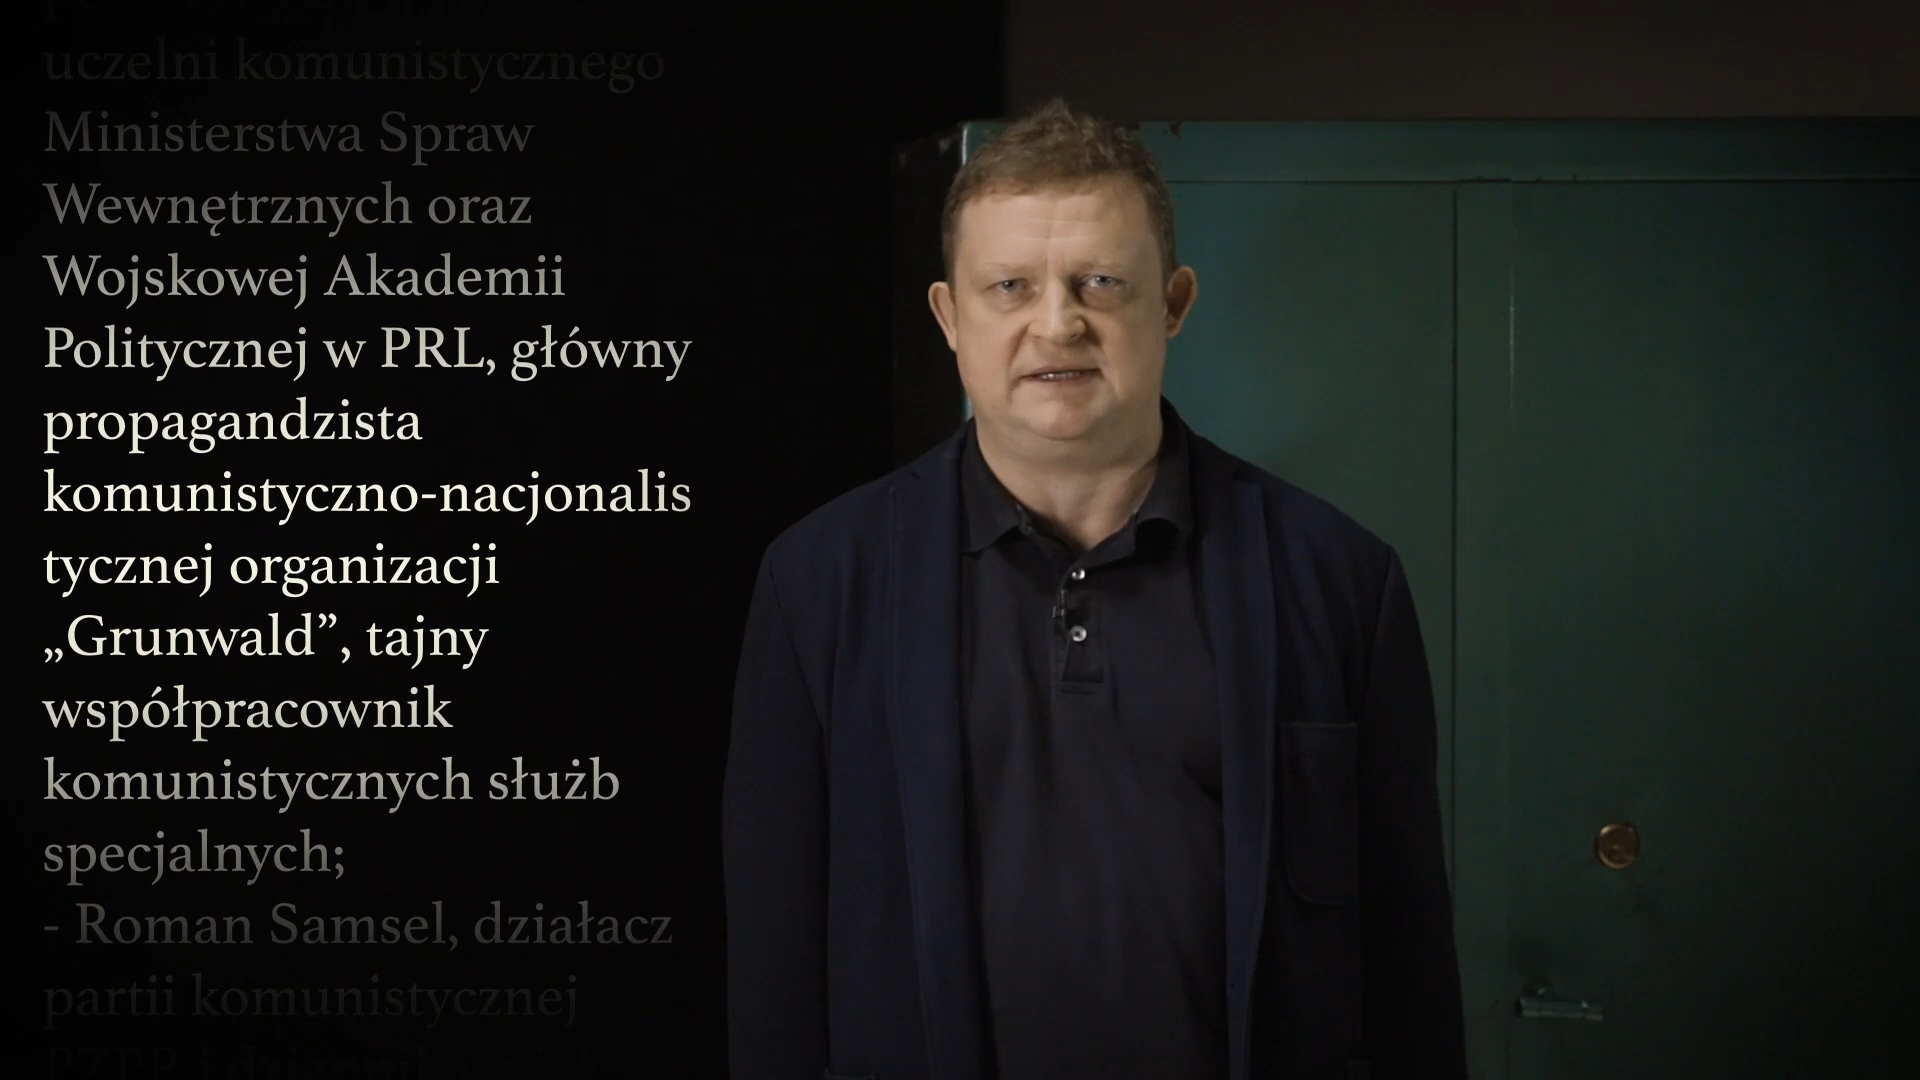 uczelni komunistycznego
Ministerstwa Spraw
Wewnętrznych oraz
Wojskowej Akademii
Politycznej w PRL, główny
propagandzista
komunistyczno-nacjonalis
tycznej organizacji
„Grunwald”, tajny
współpracownik
komunistycznych służb
specjalnych;
- Roman Samsel, działacz
partii komunistycznej
PZPR i